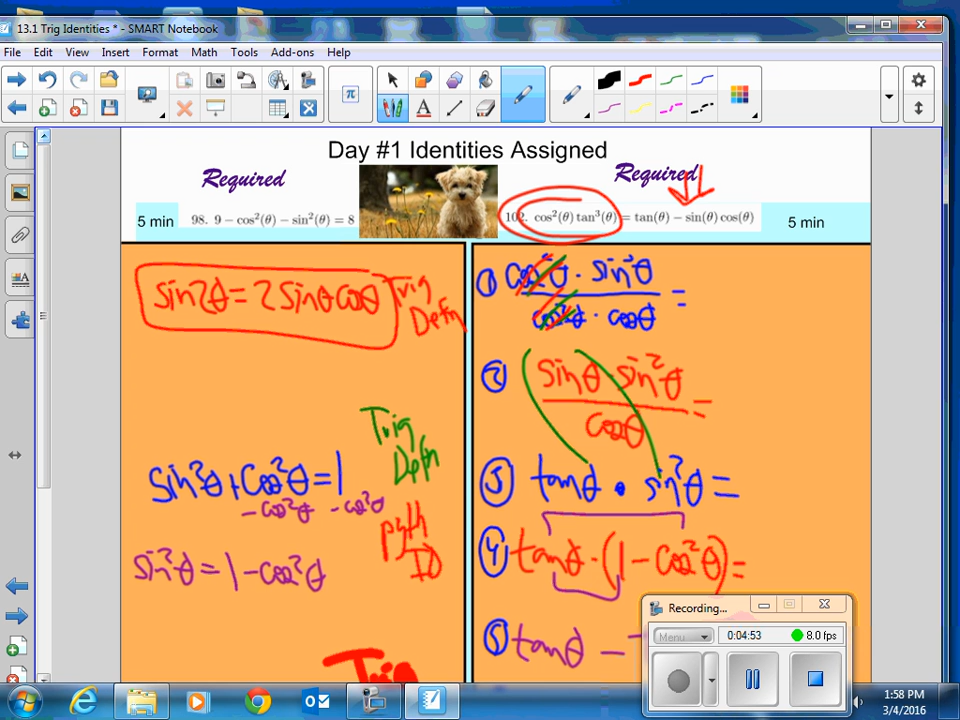 13.1 Trig Identities * - SMART Notebook
File Edit View Insert Format Math Tools Add-ons Help
Day #1 Identities Assigned
Required
Required
5 min
98. 9 − cos²(θ) − sin²(θ) = 8
102. cos²(θ) tan³(θ) = tan(θ) − sin(θ) cos(θ)
5 min
sin2θ = 2 sinθ cosθ
Trig
Defn
Trig
Defn
sin²θ + cos²θ = 1
-cos²θ -cos²θ
Pyth
ID
sin²θ = 1 - cos²θ
Trig
① cos²θ · sin³θ =
cos²θ · cosθ
② sinθ · sin²θ =
cosθ
③ tanθ • sin²θ =
④ tanθ · (1 - cos²θ) =
⑤ tanθ -
Recording...
Menu
0:04:53
8.0 fps
1:58 PM
3/4/2016